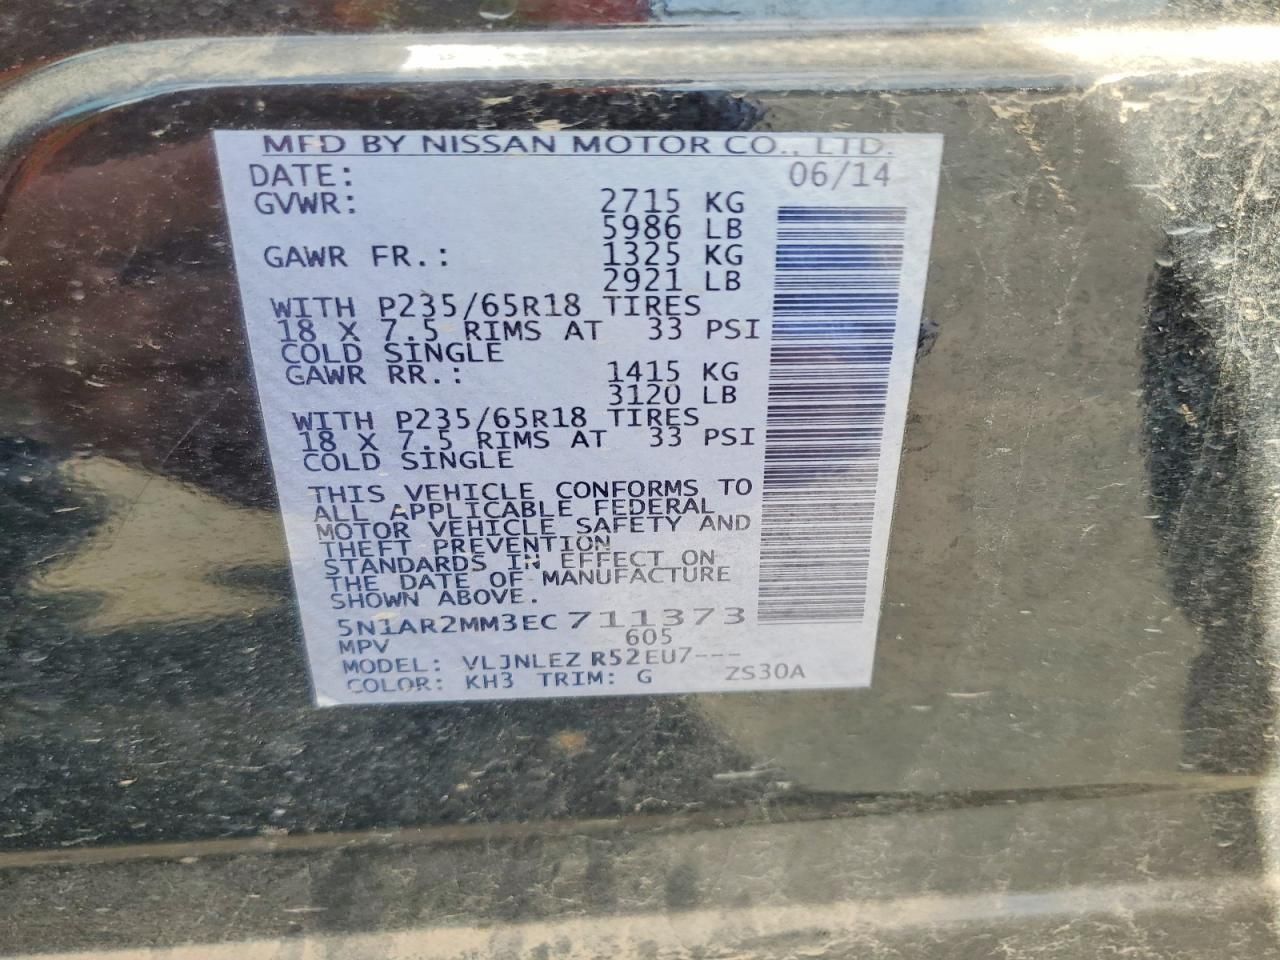 MFD BY NISSAN MOTOR CO., LTD.
DATE: 06/14
GVWR: 2715 KG
5986 LB
GAWR FR.: 1325 KG
2921 LB
WITH P235/65R18 TIRES
18 X 7.5 RIMS AT 33 PSI
COLD SINGLE
GAWR RR.: 1415 KG
3120 LB
WITH P235/65R18 TIRES
18 X 7.5 RIMS AT 33 PSI
COLD SINGLE
THIS VEHICLE CONFORMS TO
ALL APPLICABLE FEDERAL
MOTOR VEHICLE SAFETY AND
THEFT PREVENTION
STANDARDS IN EFFECT ON
THE DATE OF MANUFACTURE
SHOWN ABOVE.
5N1AR2MM3EC711373
MPV 605
MODEL: VLJNLEZ R52EU7---
COLOR: KH3 TRIM: G ZS30A